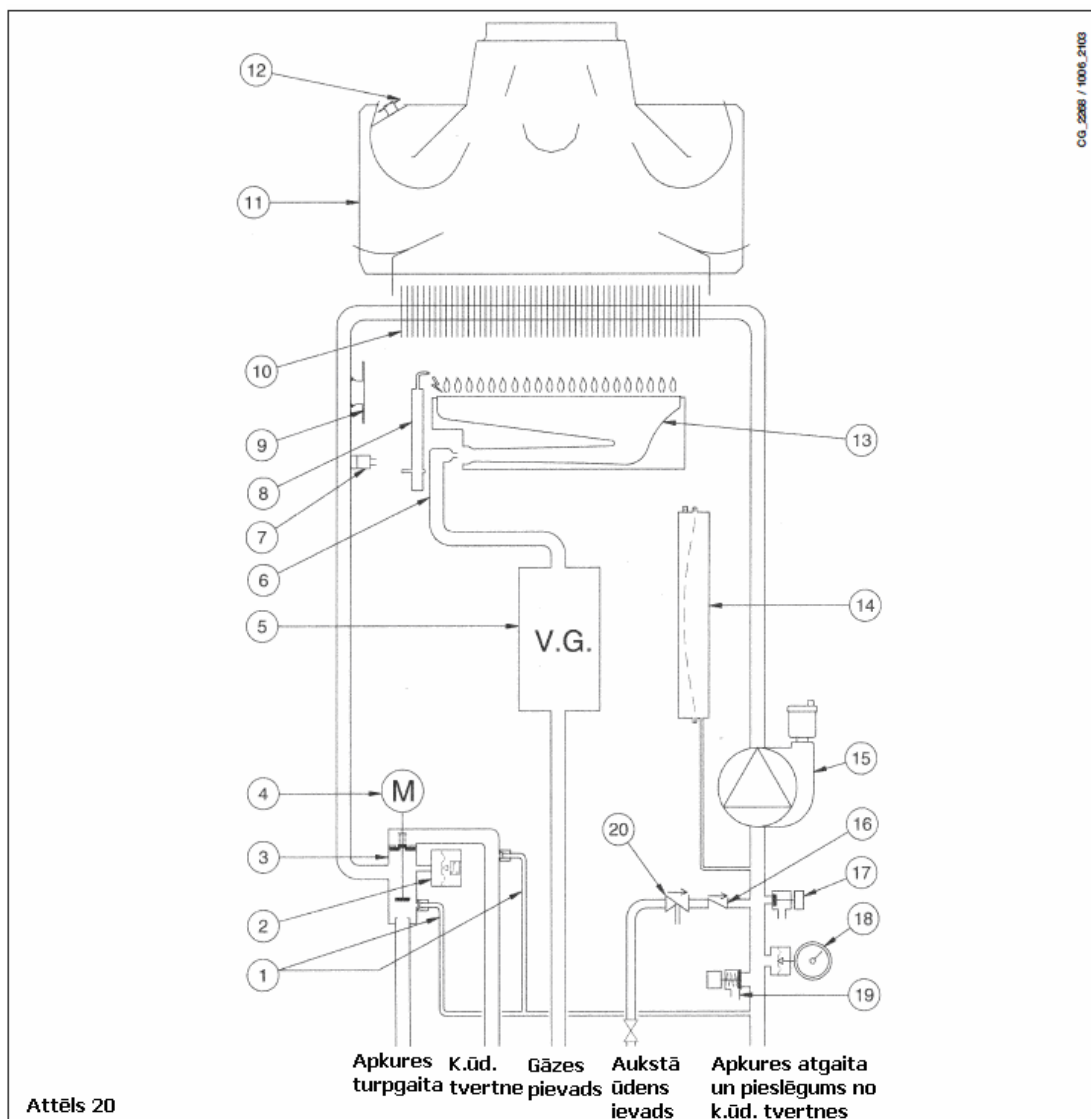 CG_2268 / 1006_2103
12
11
10
9
8
7
6
5
V.G.
13
14
15
4
M
3
2
1
20
16
17
18
19
Apkures
turpgaita
K.ūd.
tvertne
Gāzes
pievads
Aukstā
ūdens
ievads
Apkures atgaita
un pieslēgums no
k.ūd. tvertnes
Attēls 20